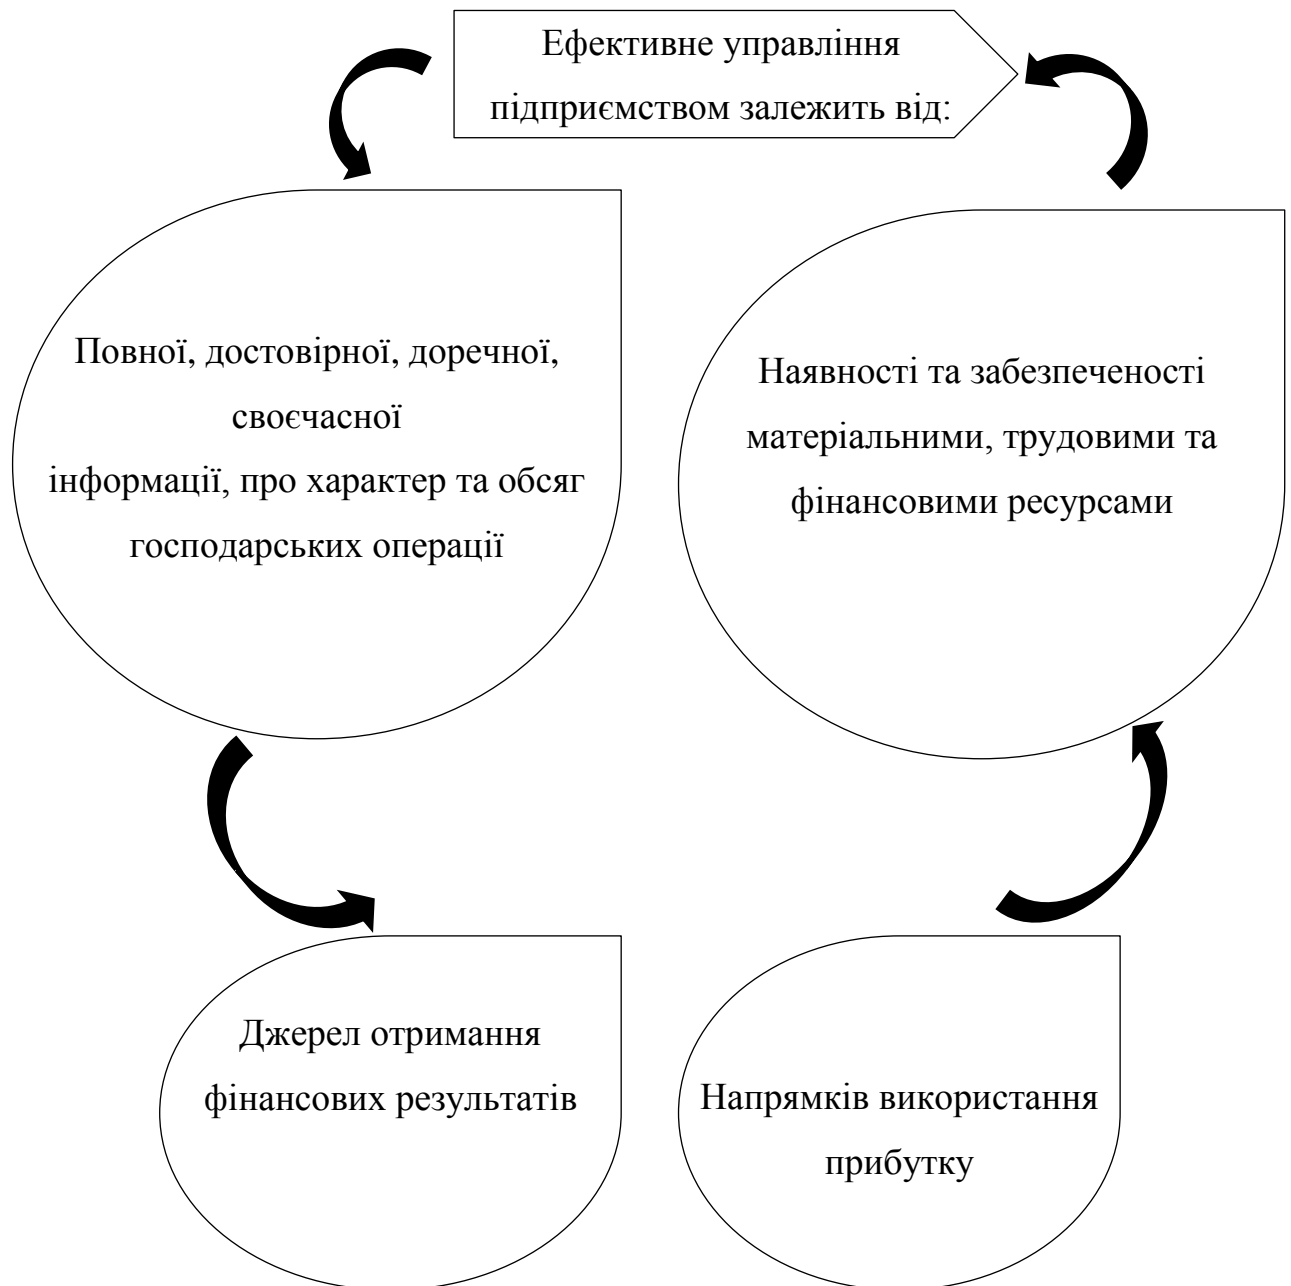 Ефективне управління
підприємством залежить від:
Повної, достовірної, доречної,
своєчасної
інформації, про характер та обсяг
господарських операції
Наявності та забезпеченості
матеріальними, трудовими та
фінансовими ресурсами
Джерел отримання
фінансових результатів
Напрямків використання
прибутку